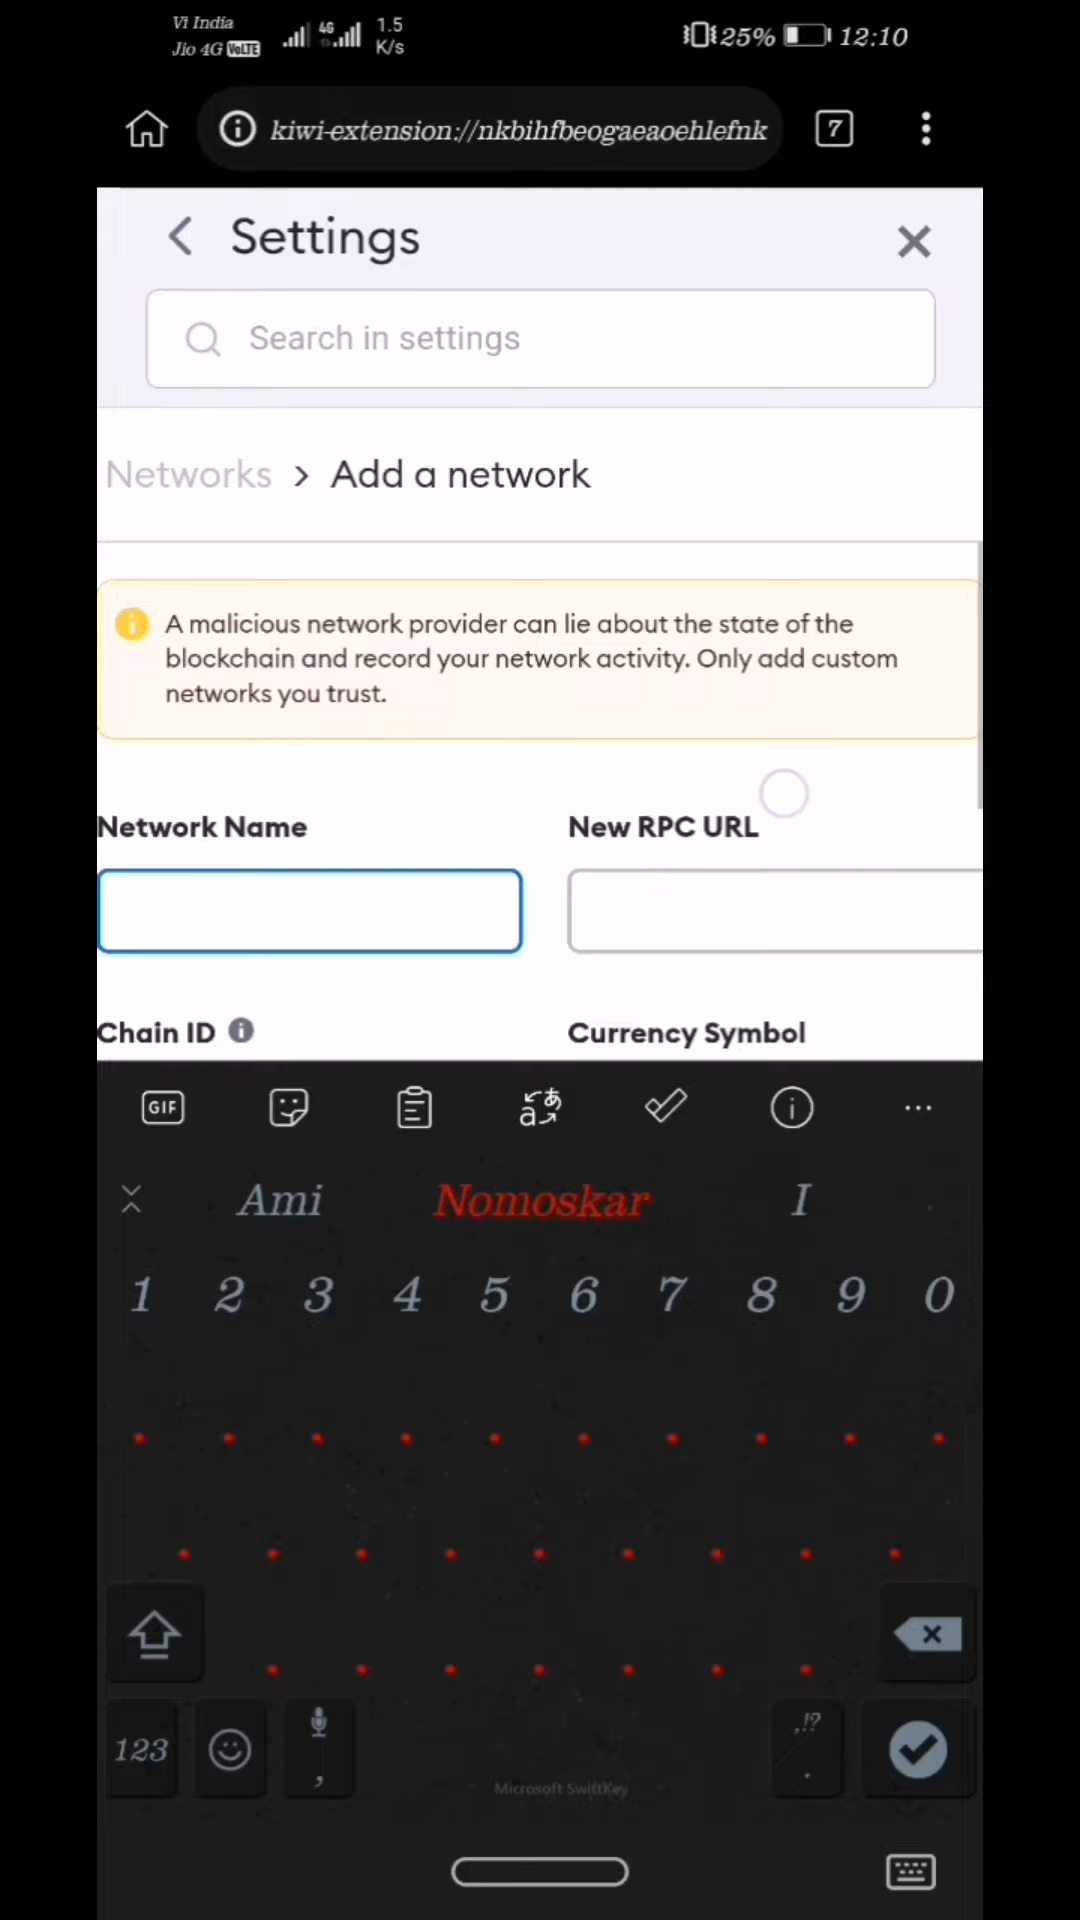 Vi India
Jio 4G VoLTE 4G 1.5 K/s 25% 12:10
kiwi-extension://nkbihfbeogaeaoehlefnk 7
Settings
Search in settings
Networks > Add a network
A malicious network provider can lie about the state of the
blockchain and record your network activity. Only add custom
networks you trust.
Network Name New RPC URL
Chain ID Currency Symbol
GIF aあ
Ami Nomoskar I
1 2 3 4 5 6 7 8 9 0
123 , Microsoft SwiftKey ,!? .